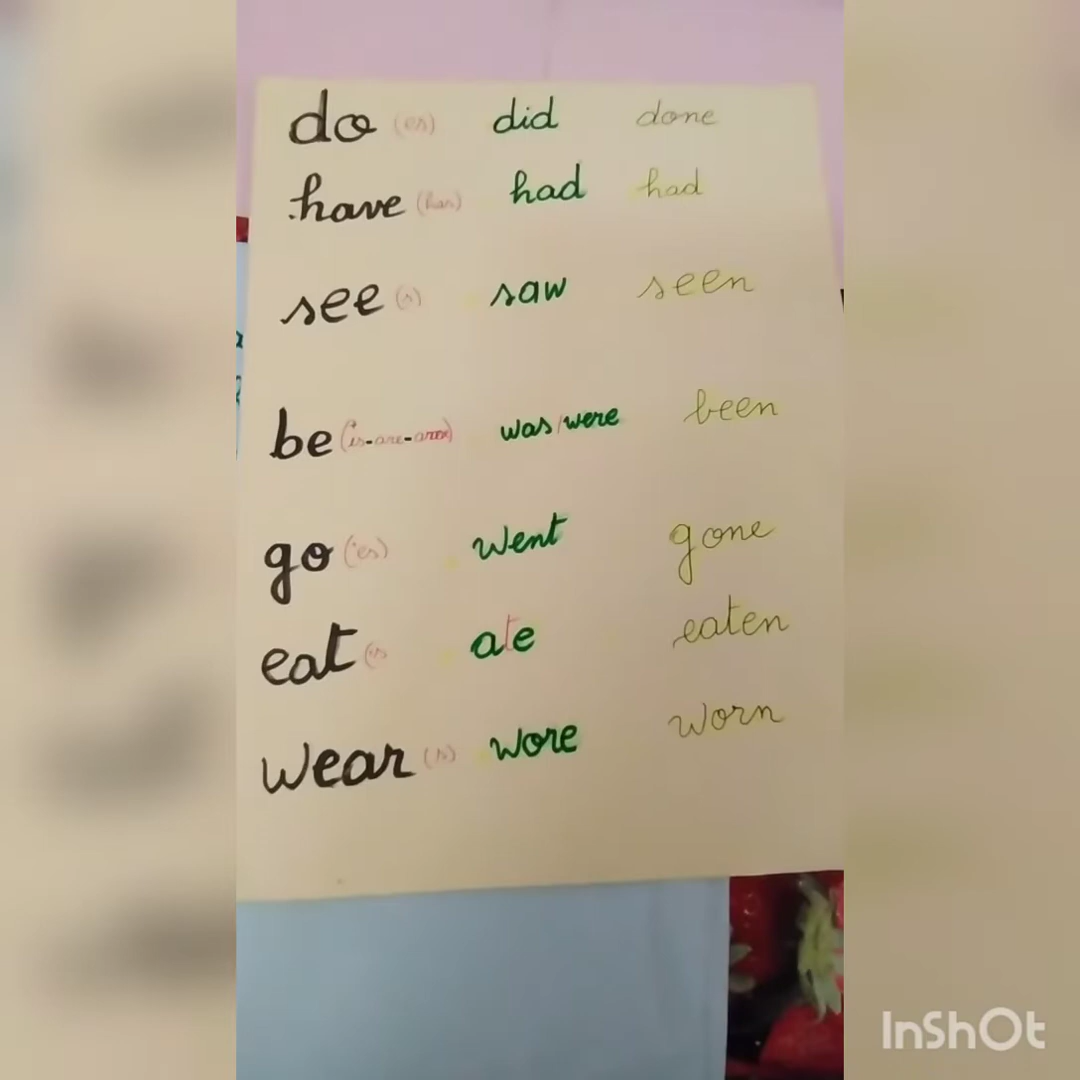 do (es) did done
have (has) had had
see (s) saw seen
be (is-are-am) was/were been
go (es) went gone
eat (s ate eaten
wear (s) wore worn
InShOt